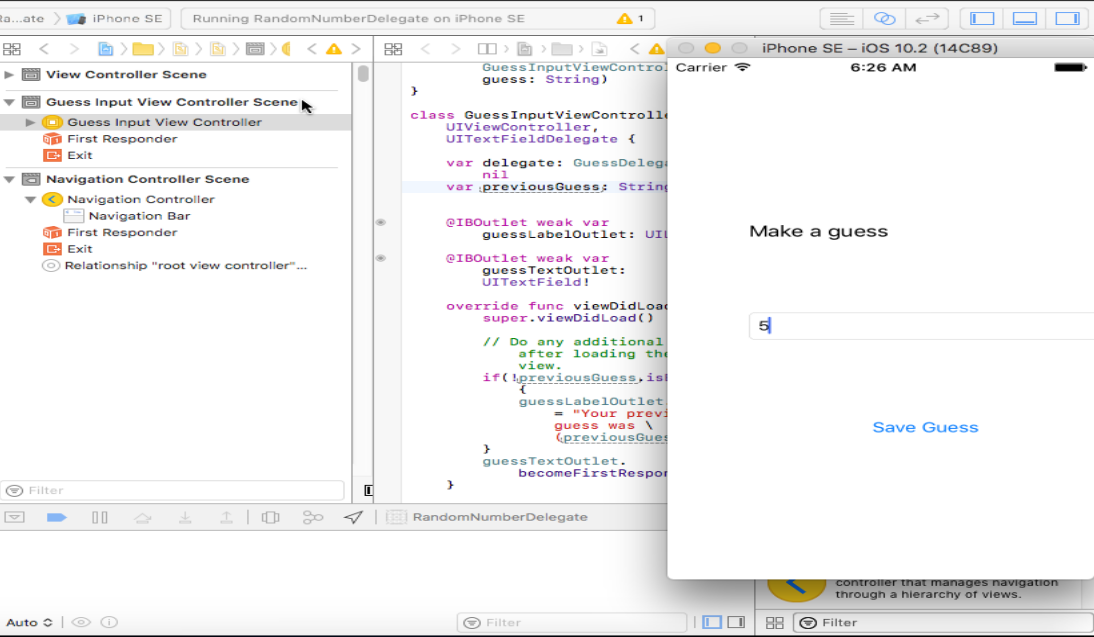 a...ate
iPhone SE
Running RandomNumberDelegate on iPhone SE
1
iPhone SE – iOS 10.2 (14C89)
View Controller Scene
Guess Input View Controller Scene
Guess Input View Controller
First Responder
Exit
Navigation Controller Scene
Navigation Controller
Navigation Bar
First Responder
Exit
Relationship "root view controller"...
Filter
GuessInputViewContro
guess: String)
}
class GuessInputViewControlle
UIViewController,
UITextFieldDelegate {
var delegate: GuessDelega
nil
var previousGuess: String
@IBOutlet weak var
guessLabelOutlet: UIL
@IBOutlet weak var
guessTextOutlet:
UITextField!
override func viewDidLoad
super.viewDidLoad()
// Do any additional
after loading the
view.
if(!previousGuess.isE
{
guessLabelOutlet.
= "Your previ
guess was \
(previousGues
}
guessTextOutlet.
becomeFirstRespon
}
Carrier
6:26 AM
Make a guess
5
Save Guess
RandomNumberDelegate
controller that manages navigation
through a hierarchy of views.
Auto
Filter
Filter